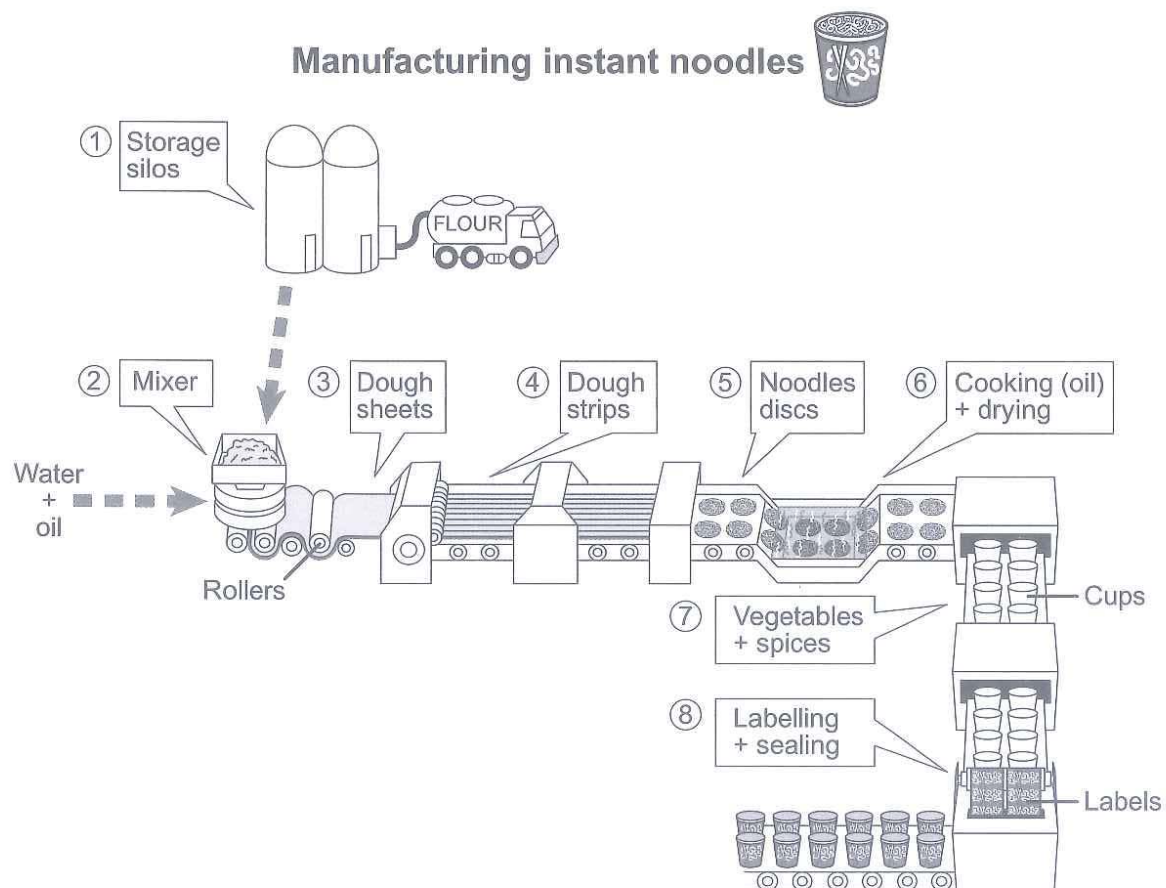 Manufacturing instant noodles
① Storage
silos
FLOUR
② Mixer
③ Dough
sheets
④ Dough
strips
⑤ Noodles
discs
⑥ Cooking (oil)
+ drying
Water
+
oil
Rollers
Cups
⑦ Vegetables
+ spices
⑧ Labelling
+ sealing
Labels